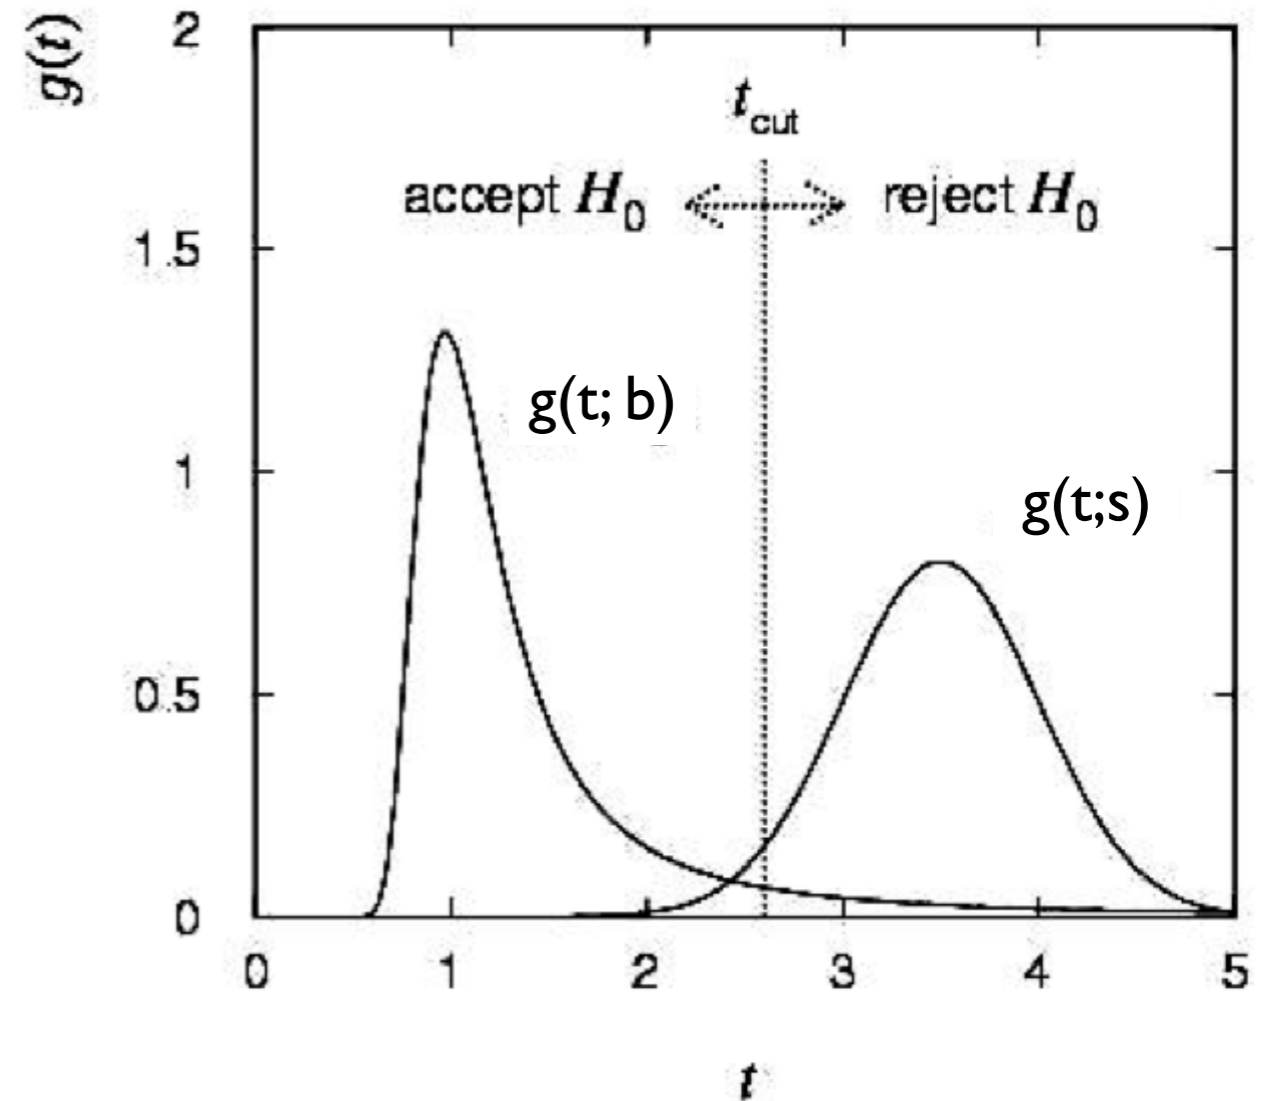 g(t)
2
t_cut
accept H_0
reject H_0
1.5
g(t; b)
1
g(t;s)
0.5
0
0 1 2 3 4 5
t